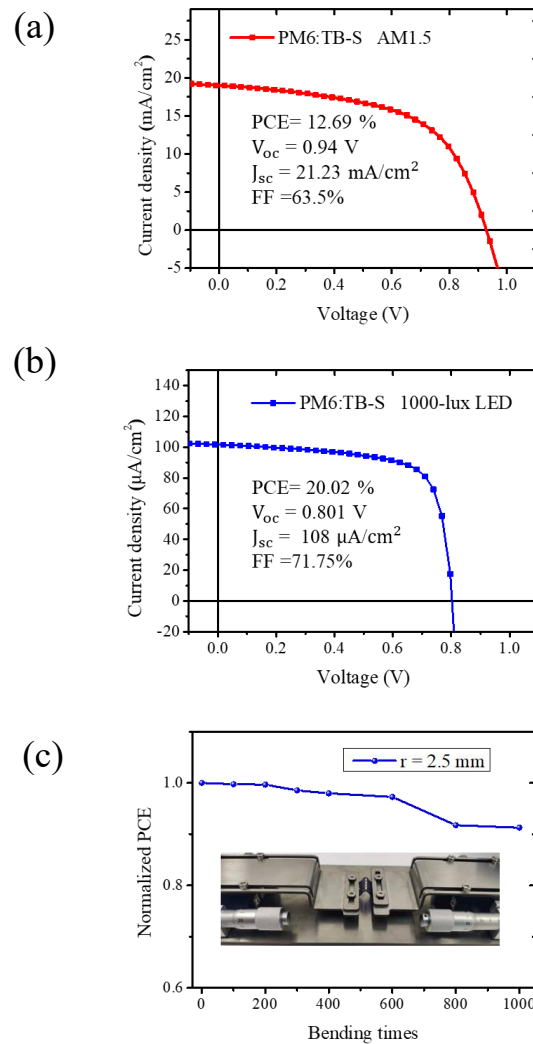 (a)
PM6:TB-S AM1.5
PCE= 12.69 %
Voc = 0.94 V
Jsc = 21.23 mA/cm²
FF =63.5%
Current density (mA/cm²)
25
20
15
10
5
0
-5
0.0 0.2 0.4 0.6 0.8 1.0
Voltage (V)
(b)
PM6:TB-S 1000-lux LED
PCE= 20.02 %
Voc = 0.801 V
Jsc = 108 μA/cm²
FF =71.75%
Current density (μA/cm²)
140
120
100
80
60
40
20
0
-20
0.0 0.2 0.4 0.6 0.8 1.0
Voltage (V)
(c)
r = 2.5 mm
Normalized PCE
1.0
0.8
0.6
0 200 400 600 800 1000
Bending times